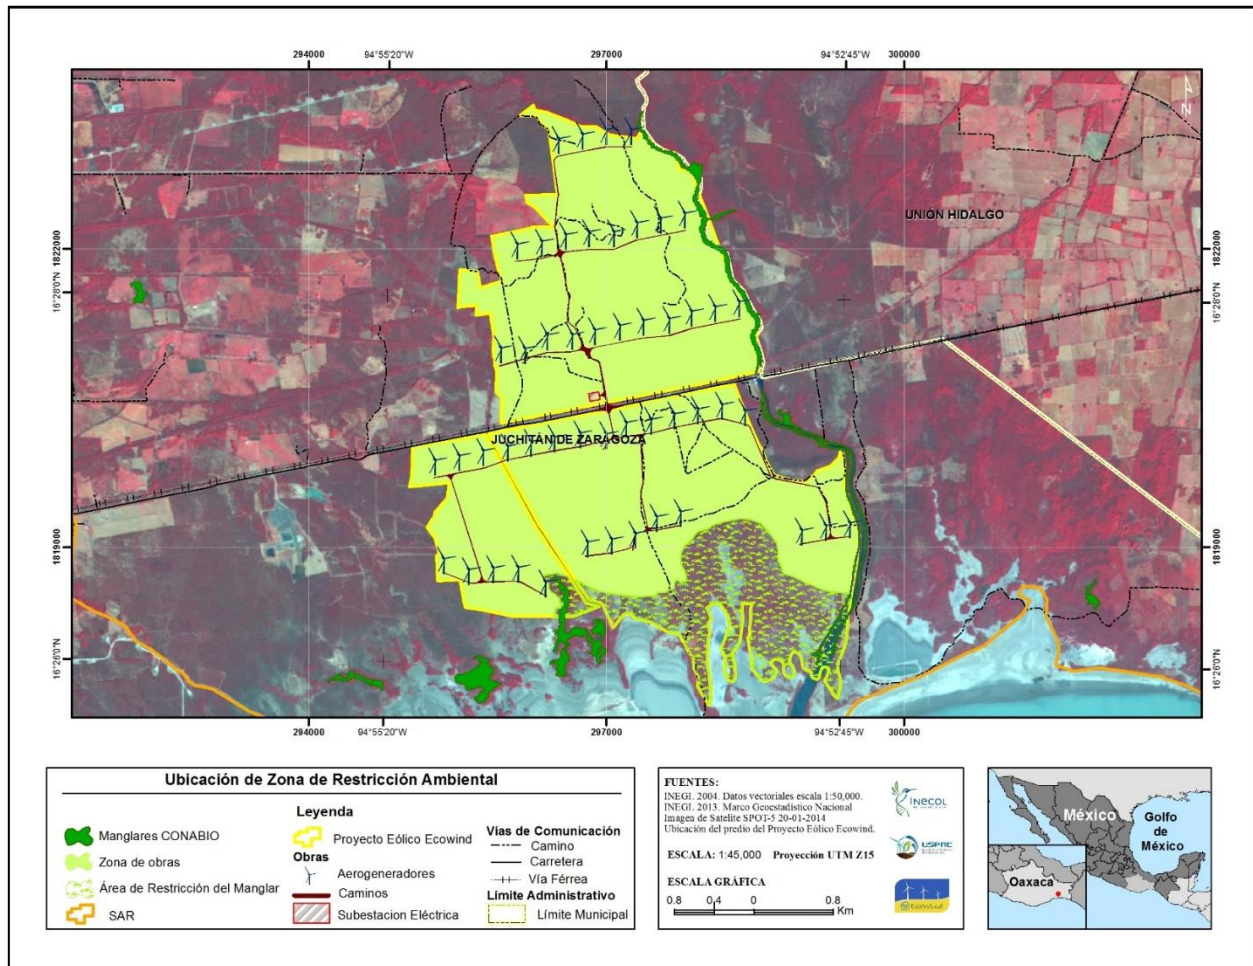 294000 94°55'20"W 297000 94°52'45"W 300000
N
UNIÓN HIDALGO
1822000 1822000
16°28'0"N 16°28'0"N
JUCHITÁN DE ZARAGOZA
1819000 1819000
16°26'0"N 16°26'0"N
294000 94°55'20"W 297000 94°52'45"W 300000
Ubicación de Zona de Restricción Ambiental
Leyenda
Manglares CONABIO
Zona de obras
Área de Restricción del Manglar
SAR
Proyecto Eólico Ecowind
Obras
Aerogeneradores
Caminos
Subestacion Eléctrica
Vías de Comunicación
Camino
Carretera
Vía Férrea
Límite Administrativo
Límite Municipal
FUENTES:
INEGI. 2004. Datos vectoriales escala 1:50,000.
INEGI. 2013. Marco Geoestadístico Nacional
Imagen de Satelite SPOT-5 20-01-2014
Ubicación del predio del Proyecto Eólico Ecowind.
ESCALA: 1:45,000 Proyección UTM Z15
ESCALA GRÁFICA
0.8 0.4 0 0.8
Km
INECOL
USPAE
EcoWind
México
Golfo
de
México
Oaxaca